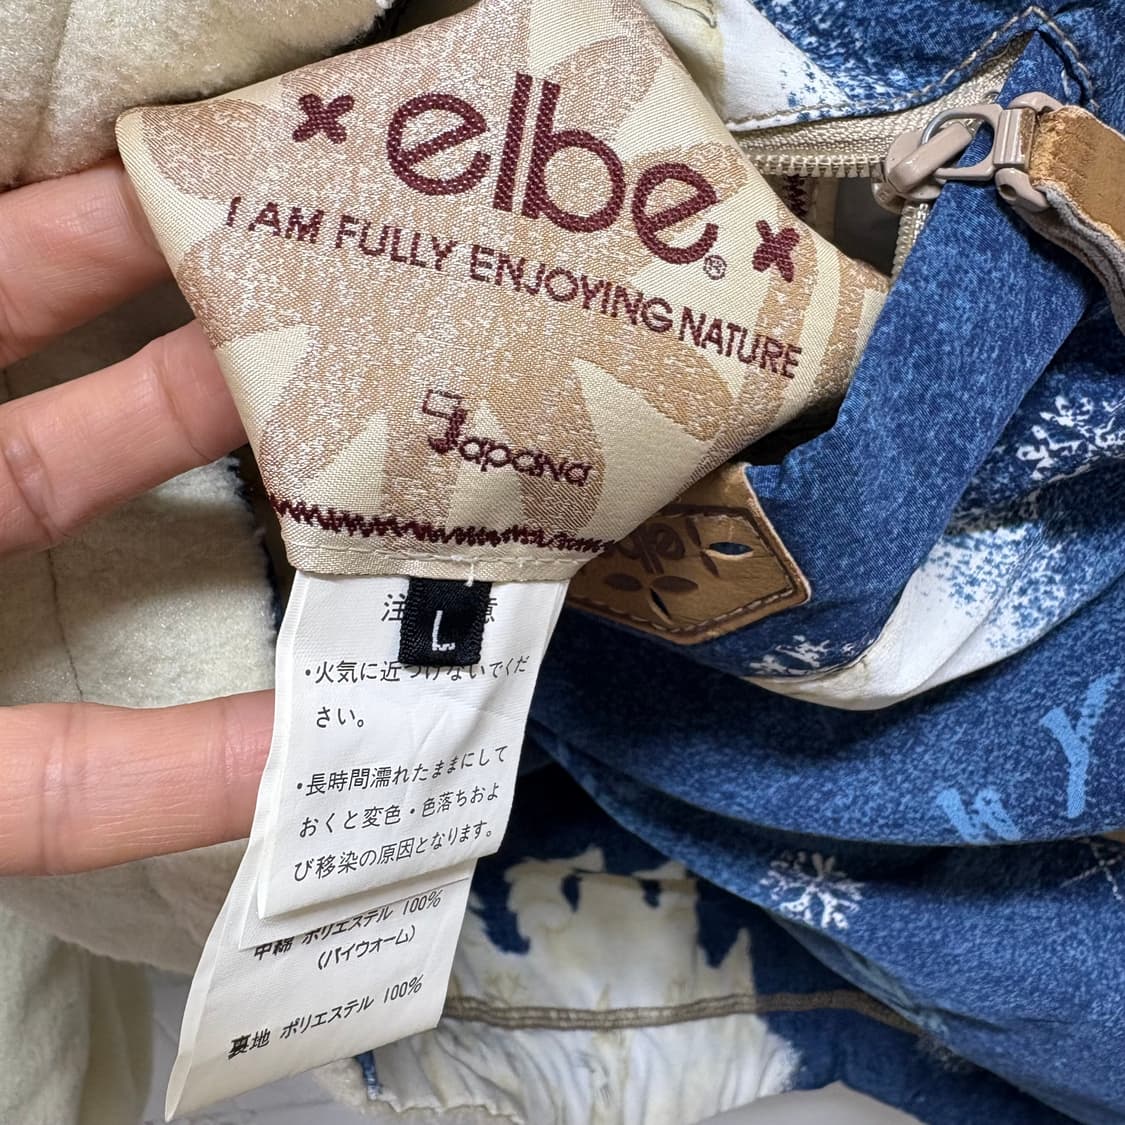 × elbe® ×
I AM FULLY ENJOYING NATURE
Japana
L
・火気に近づけないでくだ
さい。
・長時間濡れたままにして
おくと変色・色落ちおよ
び移染の原因となります。
中綿 ポリエステル 100%
(バイウォーム)
裏地 ポリエステル 100%
elbe